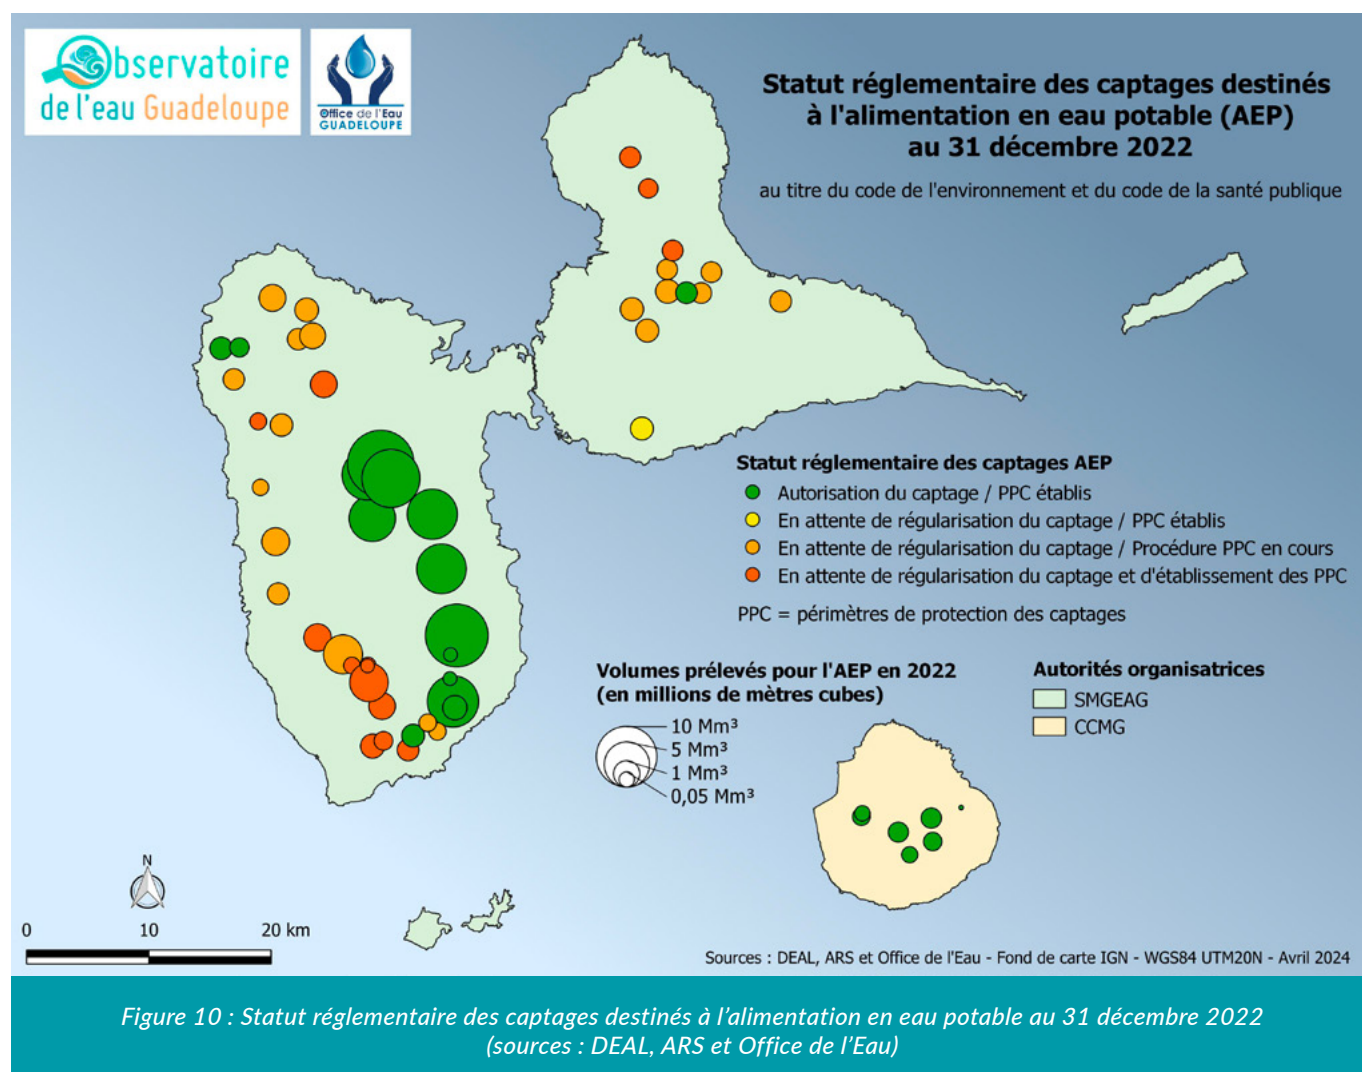 Observatoire
de l'eau Guadeloupe
Office de l'Eau
GUADELOUPE
Statut réglementaire des captages destinés
à l'alimentation en eau potable (AEP)
au 31 décembre 2022
au titre du code de l'environnement et du code de la santé publique
Statut réglementaire des captages AEP
Autorisation du captage / PPC établis
En attente de régularisation du captage / PPC établis
En attente de régularisation du captage / Procédure PPC en cours
En attente de régularisation du captage et d'établissement des PPC
PPC = périmètres de protection des captages
Volumes prélevés pour l'AEP en 2022
(en millions de mètres cubes)
10 Mm³
5 Mm³
1 Mm³
0,05 Mm³
Autorités organisatrices
SMGEAG
CCMG
N
0 10 20 km
Sources : DEAL, ARS et Office de l'Eau - Fond de carte IGN - WGS84 UTM20N - Avril 2024
Figure 10 : Statut réglementaire des captages destinés à l’alimentation en eau potable au 31 décembre 2022
(sources : DEAL, ARS et Office de l’Eau)